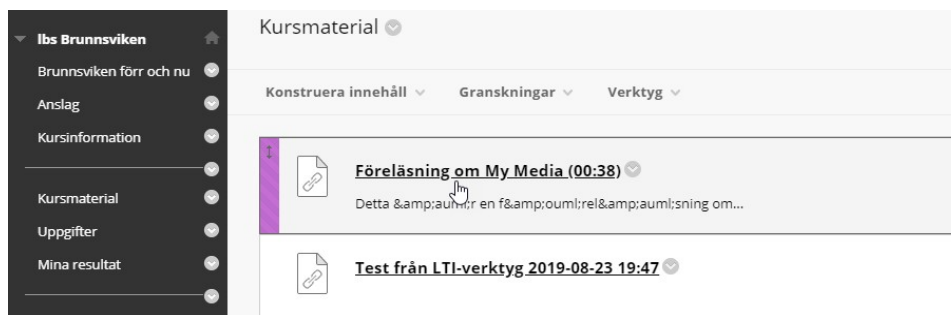 lbs Brunnsviken
Brunnsviken förr och nu
Anslag
Kursinformation
Kursmaterial
Uppgifter
Mina resultat
Kursmaterial
Konstruera innehåll
Granskningar
Verktyg
Föreläsning om My Media (00:38)
Detta &amp;auml;r en f&amp;ouml;rel&amp;auml;sning om...
Test från LTI-verktyg 2019-08-23 19:47